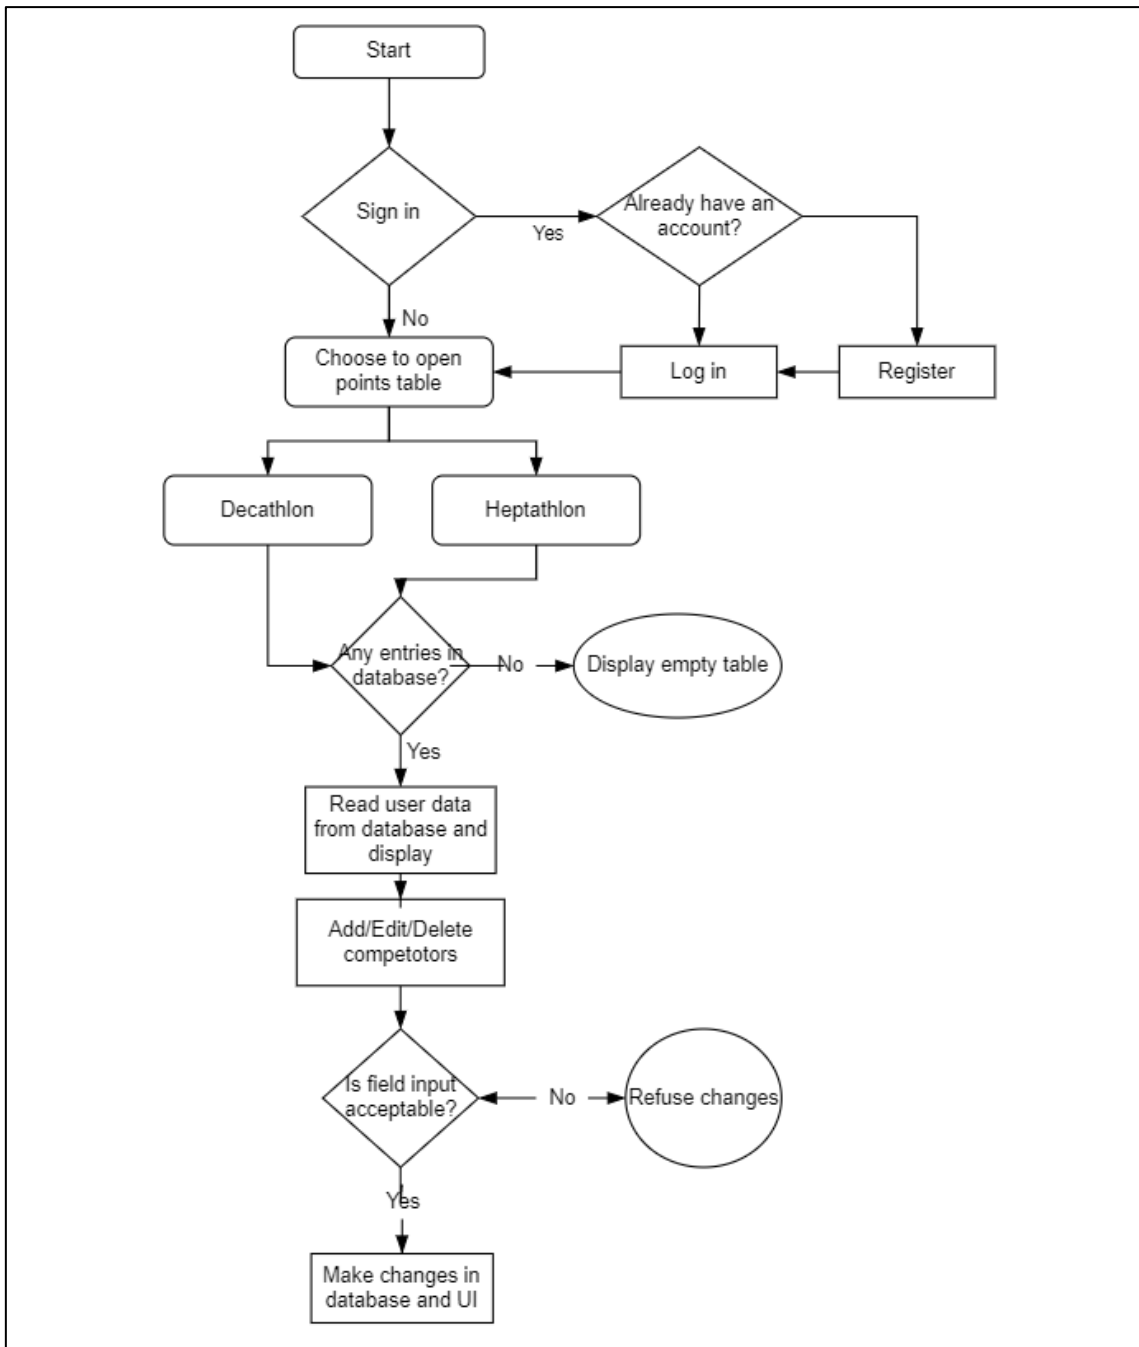 Start
Sign in
Yes
Already have an
account?
No
Choose to open
points table
Log in
Register
Decathlon
Heptathlon
Any entries in
database?
No
Display empty table
Yes
Read user data
from database and
display
Add/Edit/Delete
competotors
Is field input
acceptable?
No
Refuse changes
Yes
Make changes in
database and UI